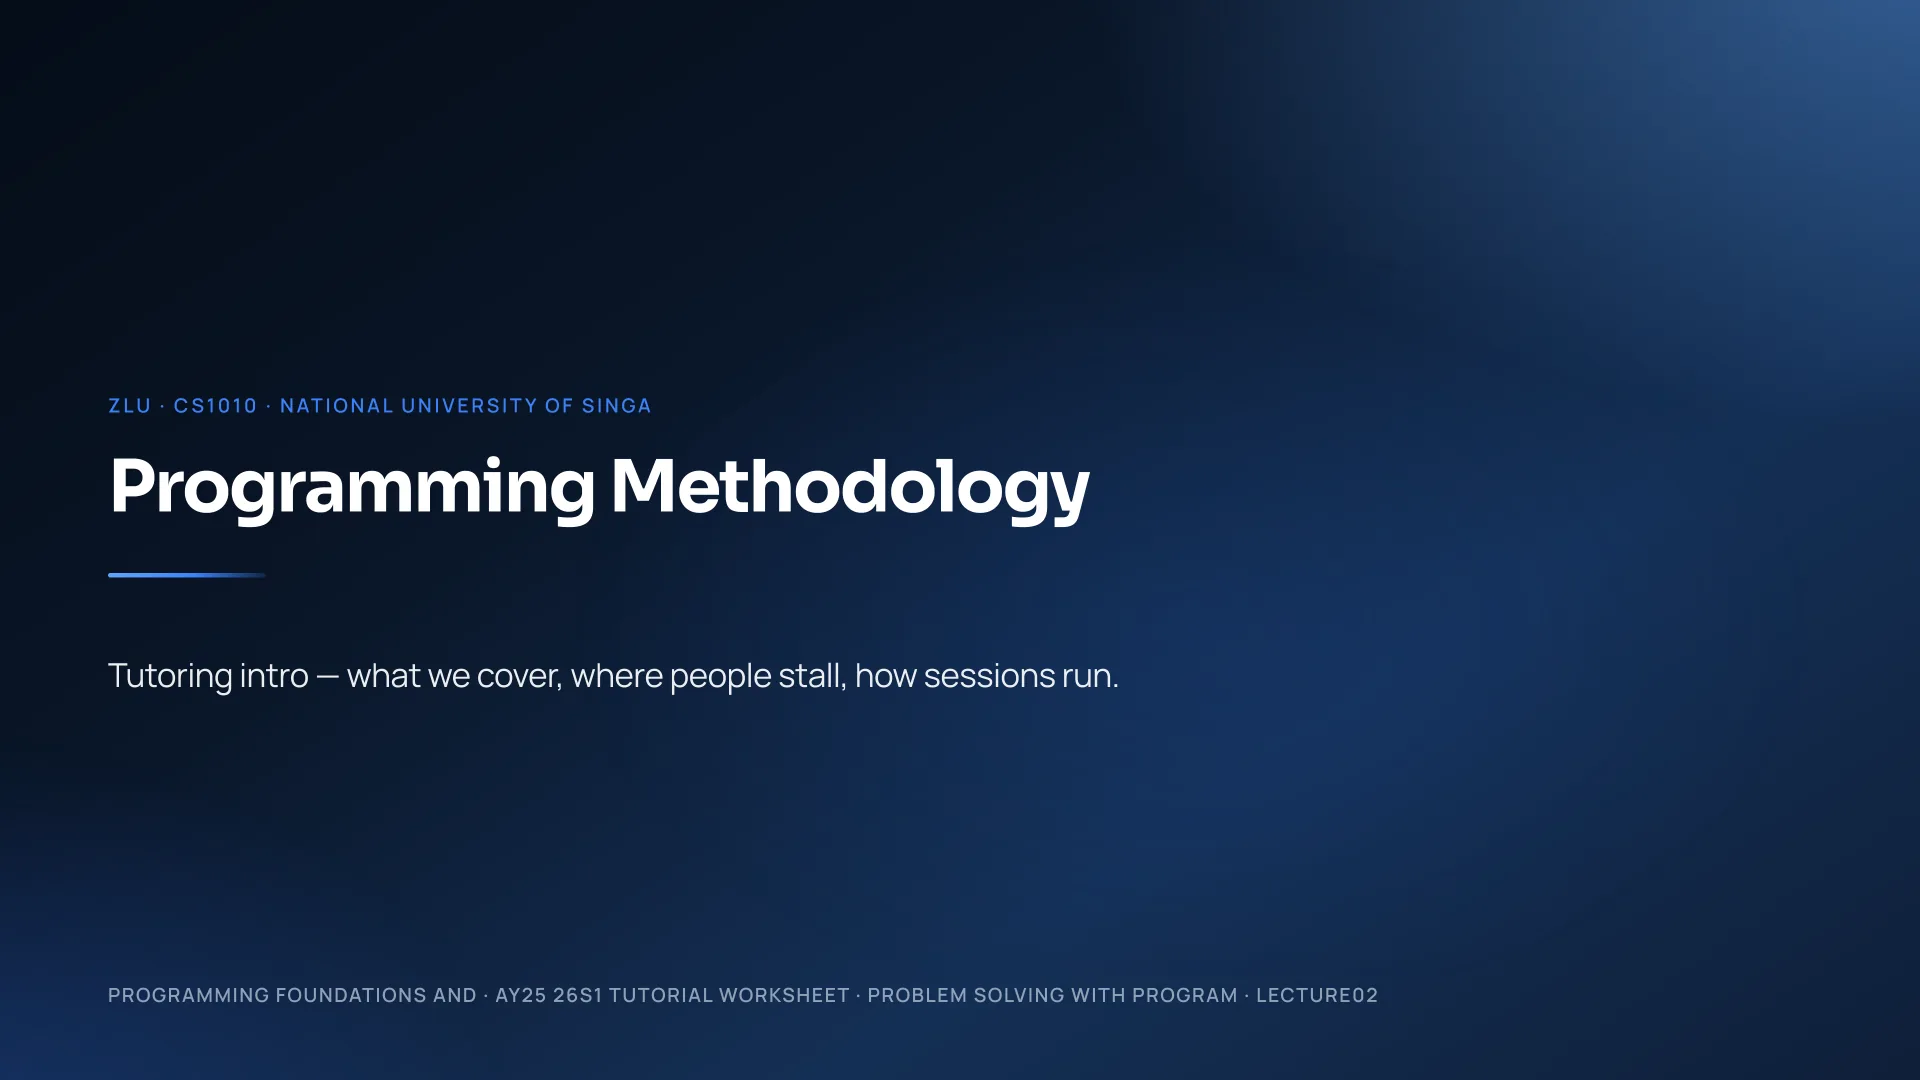 ZLU · CS1010 · NATIONAL UNIVERSITY OF SINGA
Programming Methodology
Tutoring intro — what we cover, where people stall, how sessions run.
PROGRAMMING FOUNDATIONS AND · AY25 26S1 TUTORIAL WORKSHEET · PROBLEM SOLVING WITH PROGRAM · LECTURE02